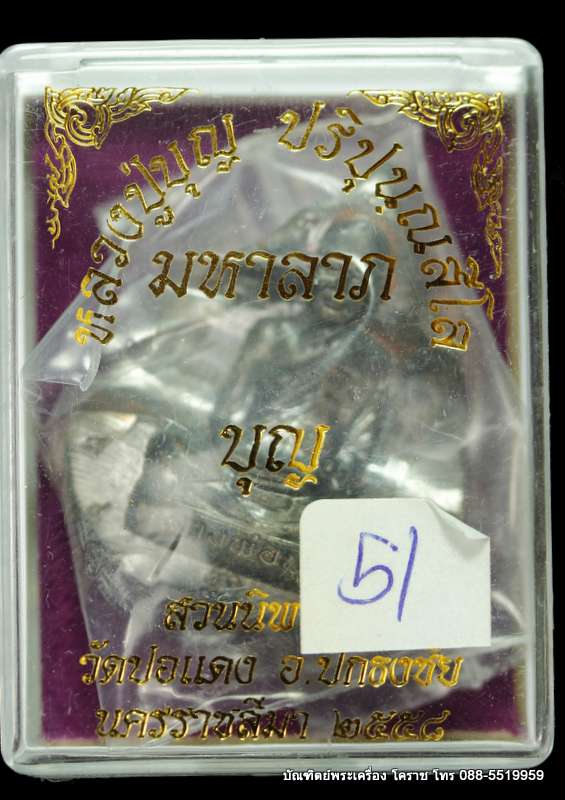 หลวงปู่บุญ ปริปุนฺณสีโล
มหาลาภ
บุญ
51
สวนนิพ
วัดปอแดง อ.ปักธงชัย
นครราชสีมา ๒๕๕๘
บัณฑิตย์พระเครื่อง โคราช โทร 088-5519959